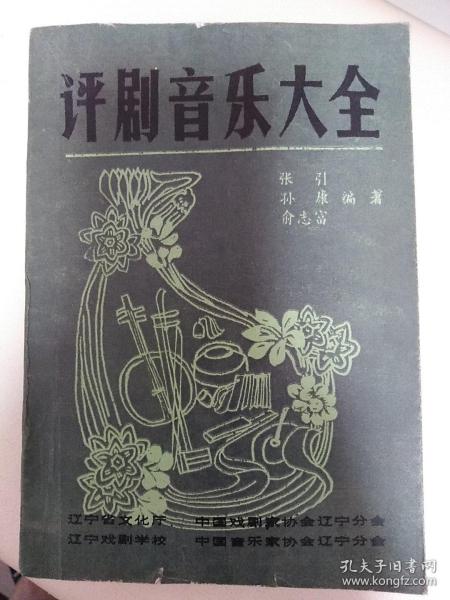 评剧音乐大全
张 引
孙 康 编 著
俞志富
辽宁省文化厅 中国戏剧家协会辽宁分会
辽宁戏剧学校 中国音乐家协会辽宁分会
孔夫子旧书网
www.kongfz.com